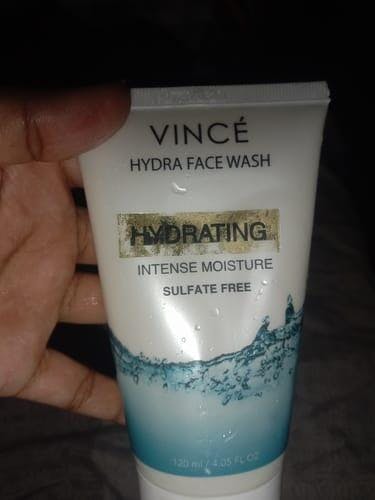 VINCÉ
HYDRA FACE WASH
HYDRATING
INTENSE MOISTURE
SULFATE FREE
120 ml / 4.05 FL OZ